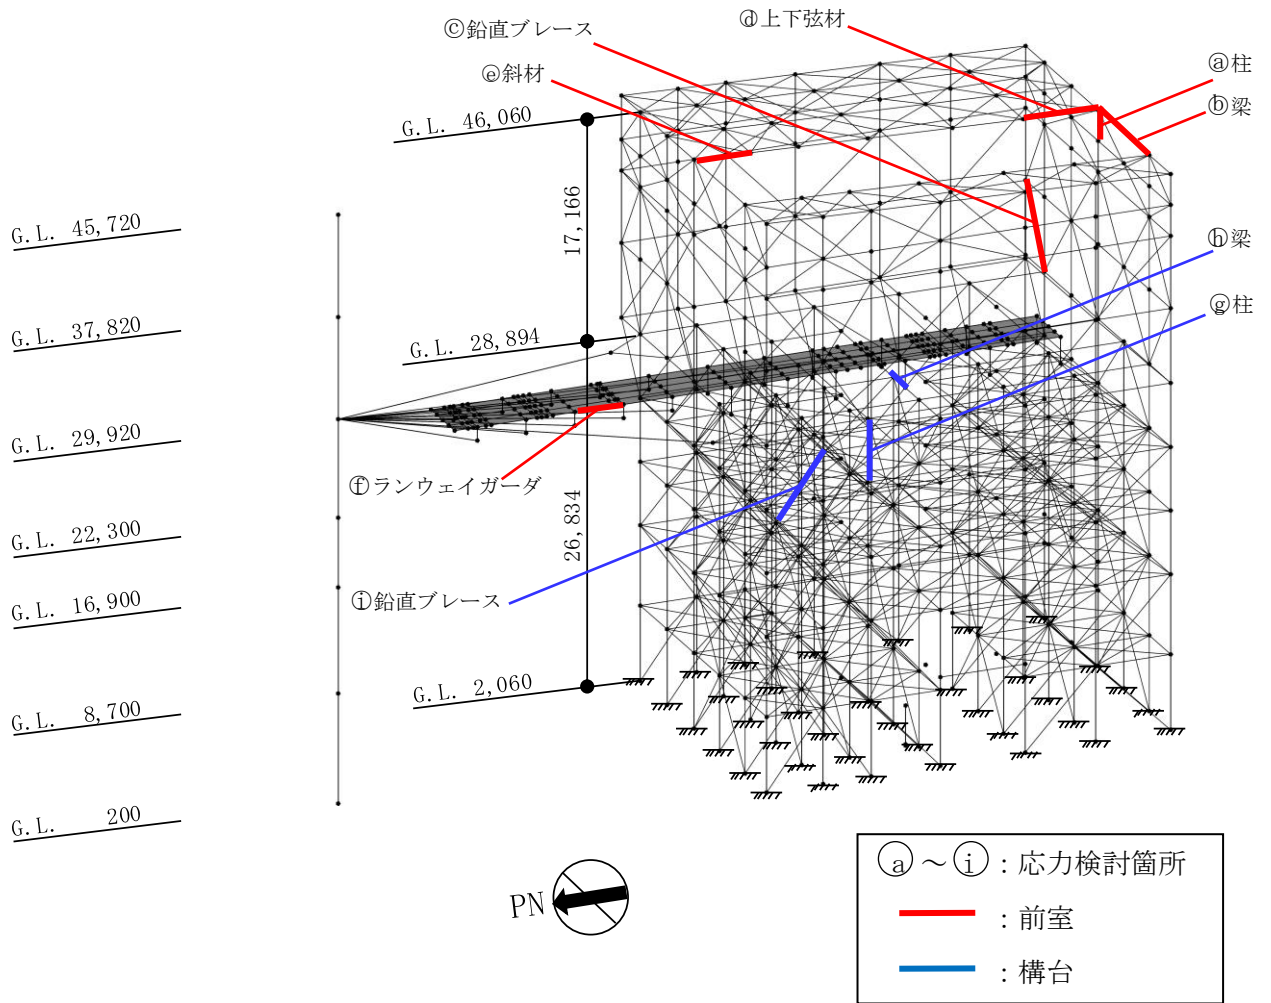 ⓒ鉛直ブレース
ⓓ上下弦材
ⓔ斜材
ⓐ柱
ⓑ梁
G.L. 46,060
17,166
G.L. 45,720
ⓗ梁
ⓖ柱
G.L. 37,820
G.L. 28,894
G.L. 29,920
ⓕランウェイガーダ
26,834
G.L. 22,300
ⓘ鉛直ブレース
G.L. 16,900
G.L. 2,060
G.L. 8,700
G.L. 200
PN
ⓐ～ⓘ：応力検討箇所
：前室
：構台